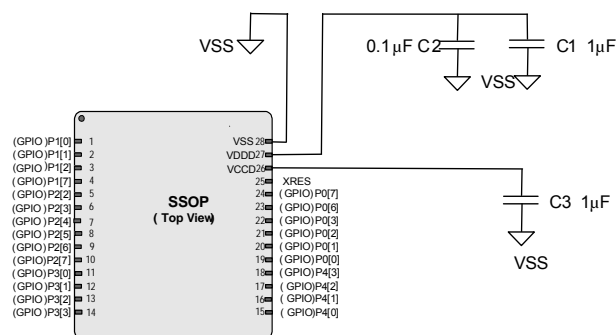 VSS
0.1µF C2
C1 1µF
VSS
(GPIO)P1[0] 1
(GPIO)P1[1] 2
(GPIO)P1[2] 3
(GPIO)P1[7] 4
(GPIO)P2[2] 5
(GPIO)P2[3] 6
(GPIO)P2[4] 7
(GPIO)P2[5] 8
(GPIO)P2[6] 9
(GPIO)P2[7] 10
(GPIO)P3[0] 11
(GPIO)P3[1] 12
(GPIO)P3[2] 13
(GPIO)P3[3] 14
SSOP
(Top View)
VSS 28
VDDD 27
VCCD 26
25 XRES
24 (GPIO)P0[7]
23 (GPIO)P0[6]
22 (GPIO)P0[3]
21 (GPIO)P0[2]
20 (GPIO)P0[1]
19 (GPIO)P0[0]
18 (GPIO)P4[3]
17 (GPIO)P4[2]
16 (GPIO)P4[1]
15 (GPIO)P4[0]
C3 1µF
VSS